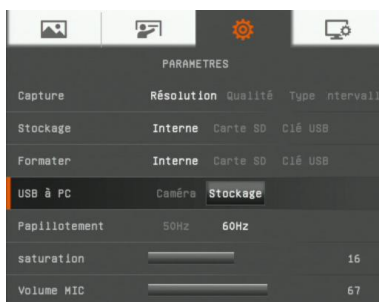 PARAMETRES
Capture Résolution Qualité Type ntervall
Stockage Interne Carte SD Clé USB
Formater Interne Carte SD Clé USB
USB à PC Caméra Stockage
Papillotement 50Hz 60Hz
saturation 16
Volume MIC 67